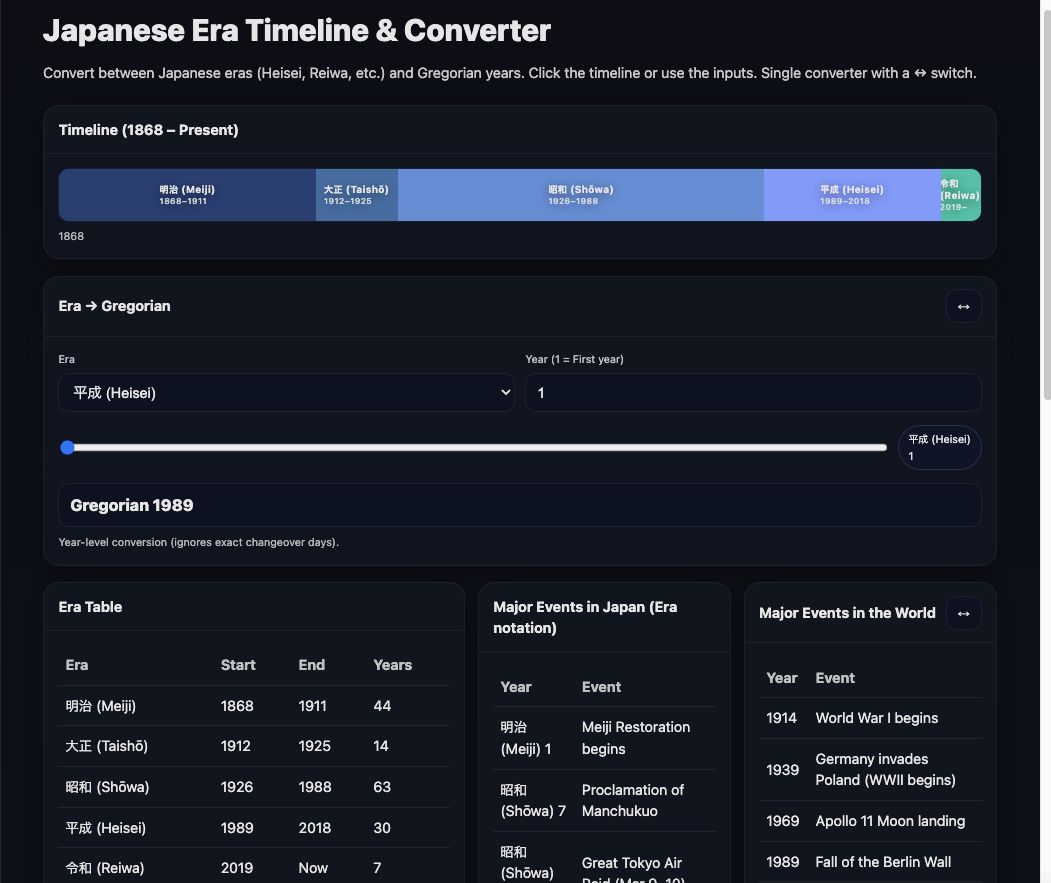 Japanese Era Timeline & Converter
Convert between Japanese eras (Heisei, Reiwa, etc.) and Gregorian years. Click the timeline or use the inputs. Single converter with a ↔ switch.
Timeline (1868 – Present)
明治 (Meiji)
1868–1911
大正 (Taishō)
1912–1925
昭和 (Shōwa)
1926–1988
平成 (Heisei)
1989–2018
令和
(Reiwa)
2019–
1868
Era → Gregorian
↔
Era
Year (1 = First year)
平成 (Heisei)
1
平成 (Heisei)
1
Gregorian 1989
Year-level conversion (ignores exact changeover days).
Era Table
Era Start End Years
明治 (Meiji) 1868 1911 44
大正 (Taishō) 1912 1925 14
昭和 (Shōwa) 1926 1988 63
平成 (Heisei) 1989 2018 30
令和 (Reiwa) 2019 Now 7
Major Events in Japan (Era
notation)
Year Event
明治
(Meiji) 1
Meiji Restoration
begins
昭和
(Shōwa) 7
Proclamation of
Manchukuo
昭和
(Shōwa)
Great Tokyo Air
Raid (Mar 9–10)
Major Events in the World
↔
Year Event
1914 World War I begins
1939
Germany invades
Poland (WWII begins)
1969 Apollo 11 Moon landing
1989 Fall of the Berlin Wall